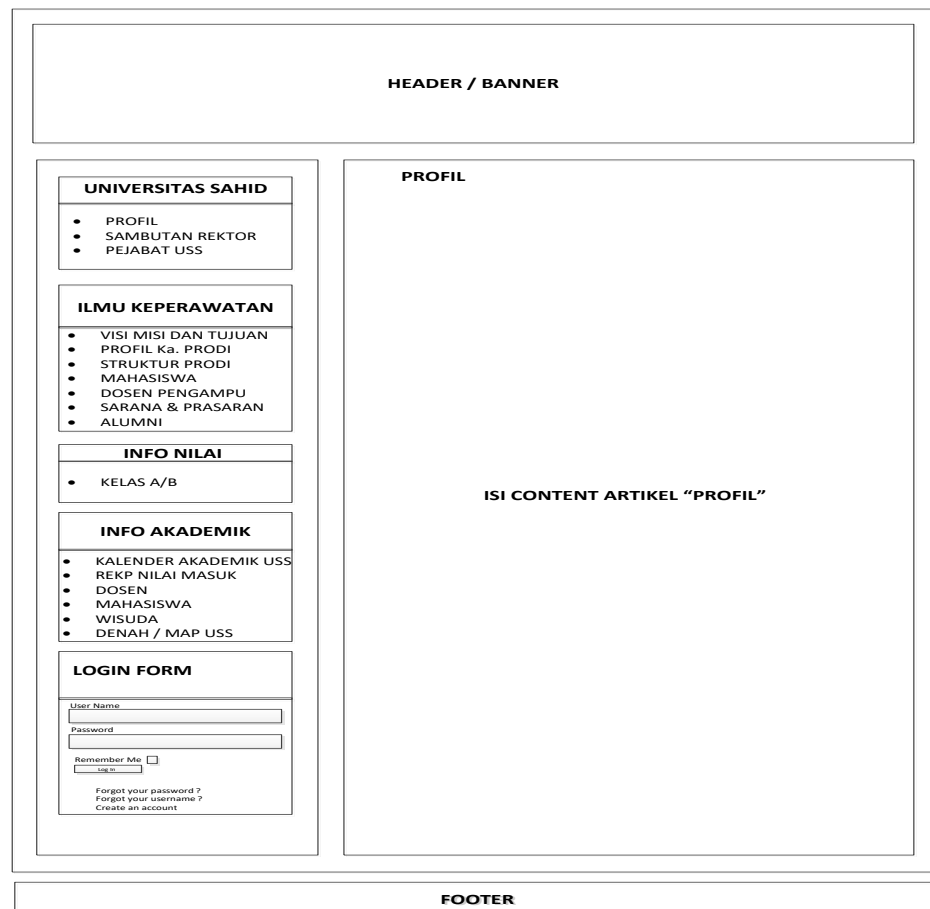 HEADER / BANNER
UNIVERSITAS SAHID
• PROFIL
• SAMBUTAN REKTOR
• PEJABAT USS
ILMU KEPERAWATAN
• VISI MISI DAN TUJUAN
• PROFIL Ka. PRODI
• STRUKTUR PRODI
• MAHASISWA
• DOSEN PENGAMPU
• SARANA & PRASARAN
• ALUMNI
INFO NILAI
• KELAS A/B
INFO AKADEMIK
• KALENDER AKADEMIK USS
• REKP NILAI MASUK
• DOSEN
• MAHASISWA
• WISUDA
• DENAH / MAP USS
LOGIN FORM
User Name
Password
Remember Me
Log in
Forgot your password ?
Forgot your username ?
Create an account
PROFIL
ISI CONTENT ARTIKEL “PROFIL”
FOOTER